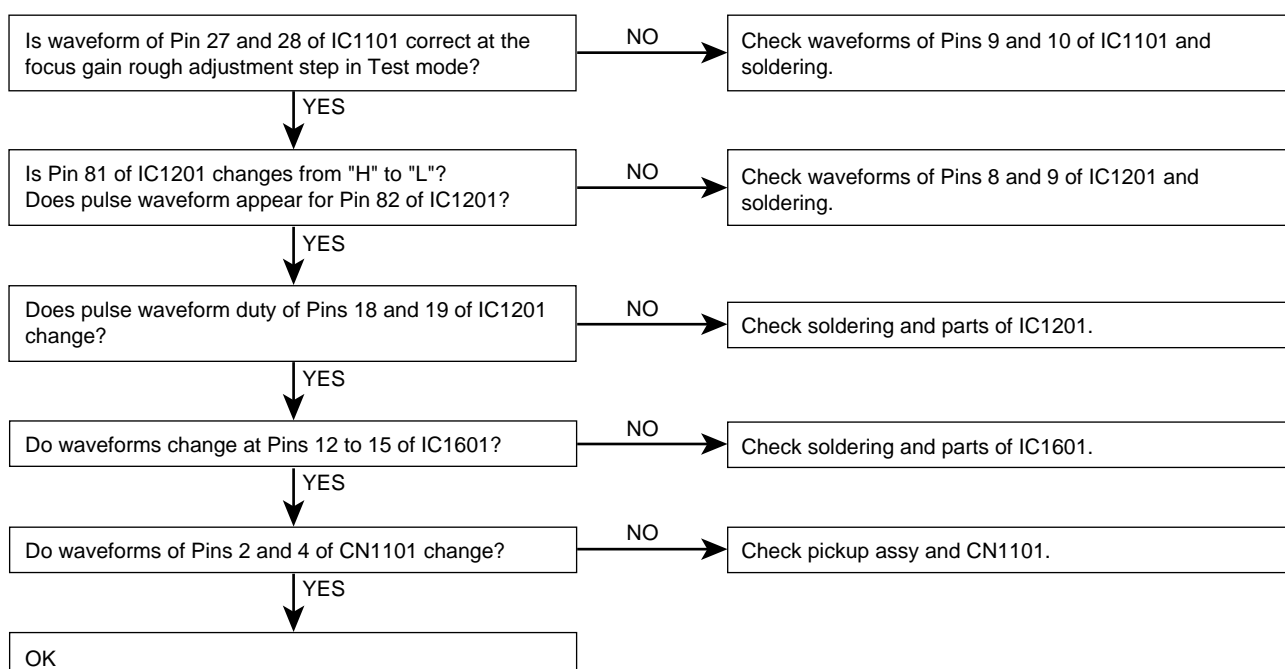 Is waveform of Pin 27 and 28 of IC1101 correct at the
focus gain rough adjustment step in Test mode?
NO
Check waveforms of Pins 9 and 10 of IC1101 and
soldering.
YES
Is Pin 81 of IC1201 changes from "H" to "L"?
Does pulse waveform appear for Pin 82 of IC1201?
NO
Check waveforms of Pins 8 and 9 of IC1201 and
soldering.
YES
Does pulse waveform duty of Pins 18 and 19 of IC1201
change?
NO
Check soldering and parts of IC1201.
YES
Do waveforms change at Pins 12 to 15 of IC1601?
NO
Check soldering and parts of IC1601.
YES
Do waveforms of Pins 2 and 4 of CN1101 change?
NO
Check pickup assy and CN1101.
YES
OK